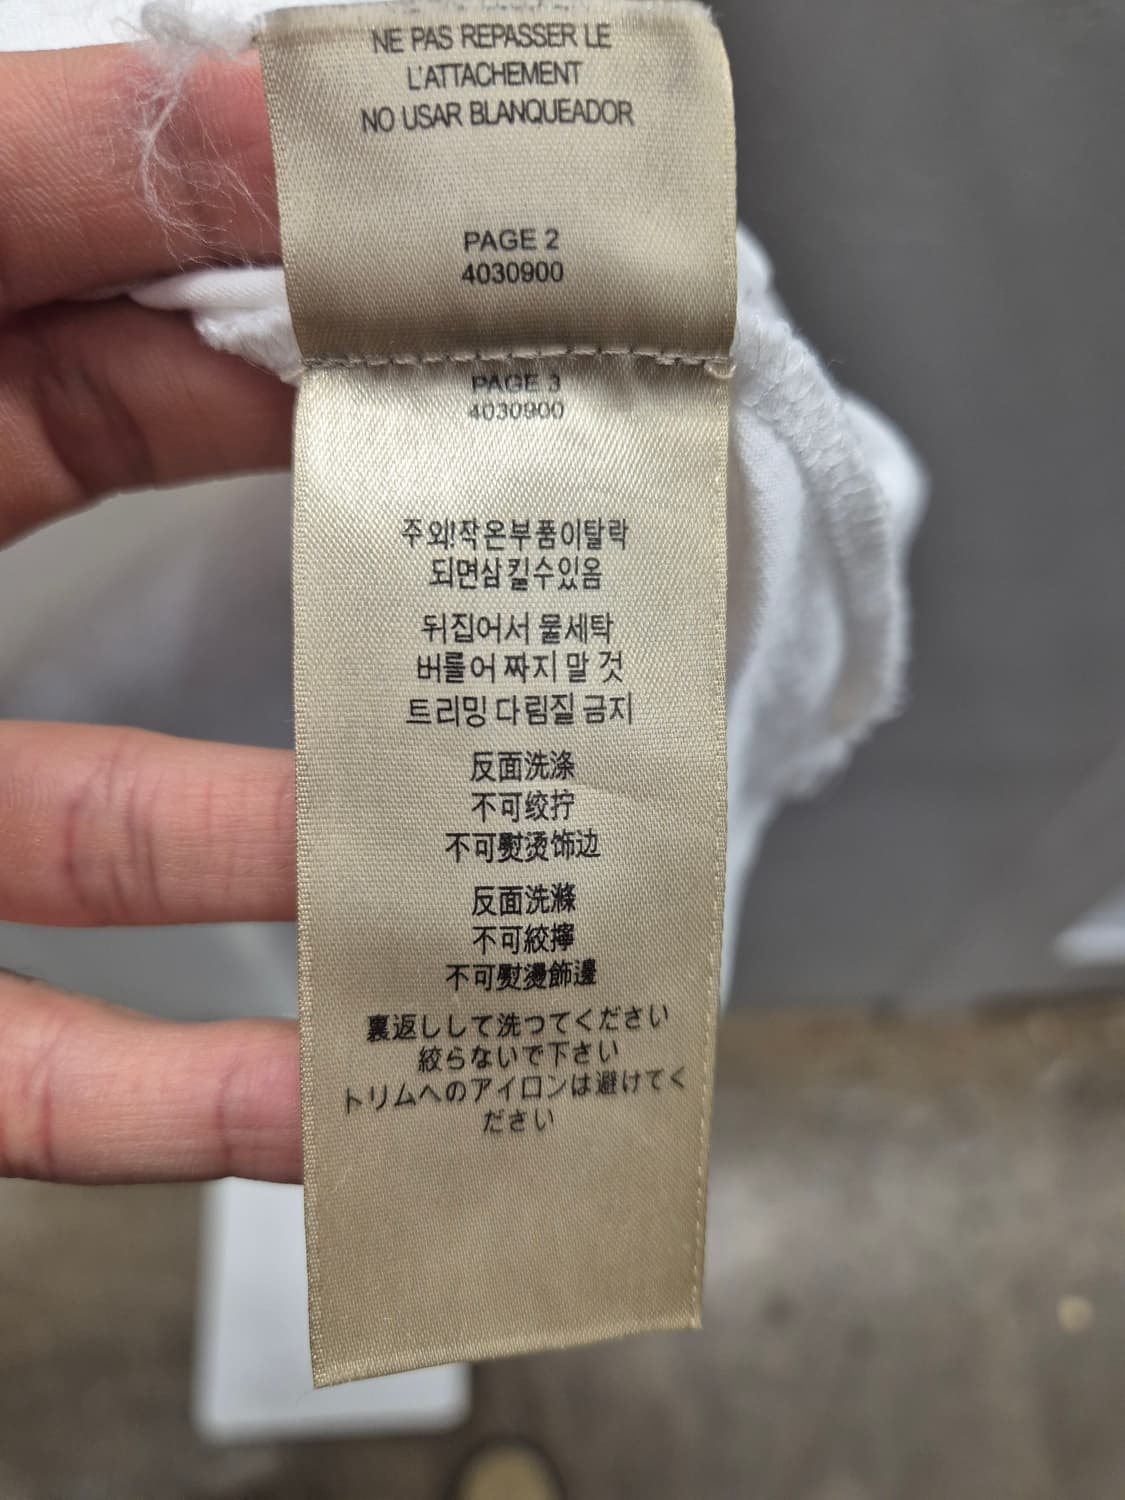 NE PAS REPASSER LE
L'ATTACHEMENT
NO USAR BLANQUEADOR
PAGE 2
4030900
PAGE 3
4030900
주왜!작은부품이탈락
되면삼킬수있옴
뒤집어서 물세탁
버틀어 짜지 말 것
트리밍 다림질 금지
反面洗涤
不可绞拧
不可熨烫饰边
反面洗滌
不可絞擰
不可熨燙飾邊
裏返しして洗つてください
絞らないで下さい
トリムへのアイロンは避けてく
ださい